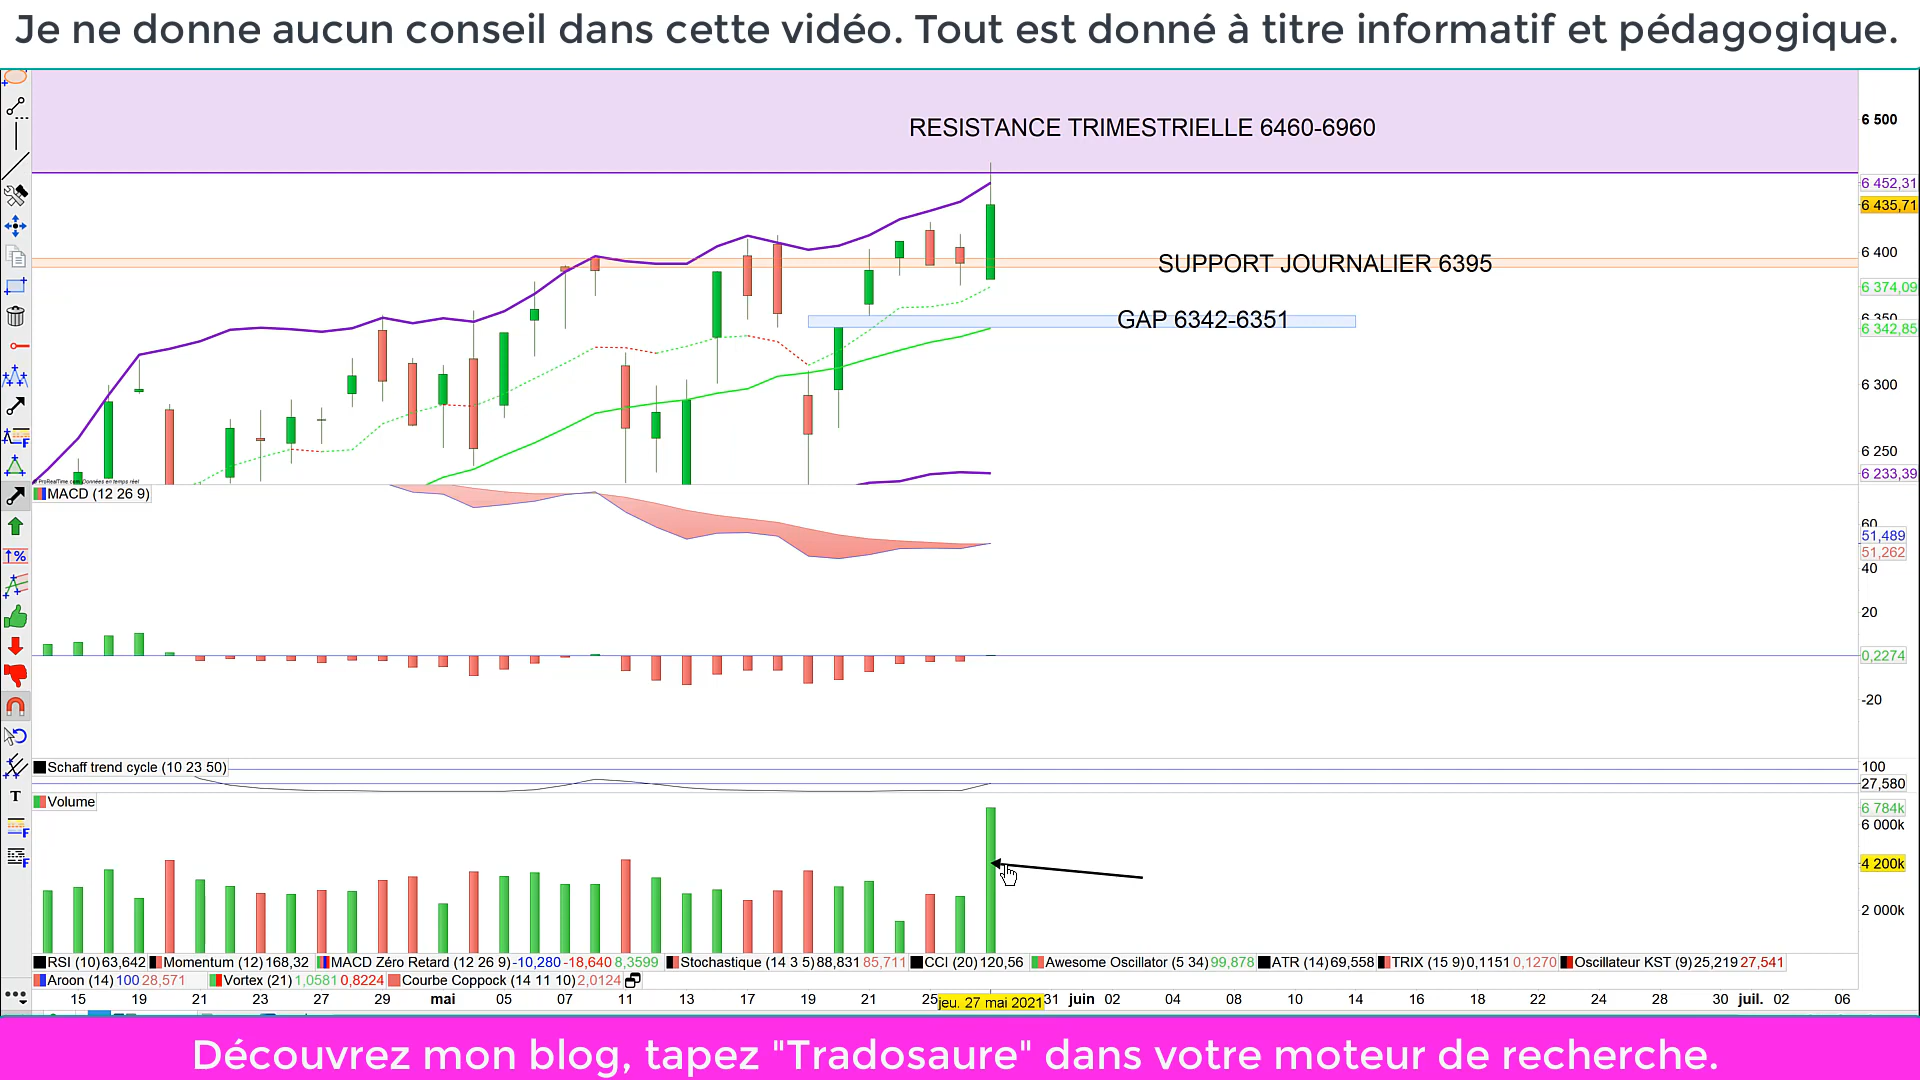 Je ne donne aucun conseil dans cette vidéo. Tout est donné à titre informatif et pédagogique.
RESISTANCE TRIMESTRIELLE 6460-6960
6 500
6 452,31
6 435,71
6 400
SUPPORT JOURNALIER 6395
6 374,09
GAP 6342-6351
6 350
6 342,85
6 300
6 250
6 233,39
ProRealTime.com Données en temps réel
MACD (12 26 9)
60
51,489
51,262
40
20
0,2274
-20
Schaff trend cycle (10 23 50)
100
27,580
Volume
6 784k
6 000k
4 200k
2 000k
RSI (10) 63,642 Momentum (12) 168,32 MACD Zéro Retard (12 26 9) -10,280 -18,640 8,3599 Stochastique (14 3 5) 88,831 85,711 CCI (20) 120,56 Awesome Oscillator (5 34) 99,878 ATR (14) 69,558 TRIX (15 9) 0,1151 0,1270 Oscillateur KST (9) 25,219 27,541
Aroon (14) 100 28,571 Vortex (21) 1,0581 0,8224 Courbe Coppock (14 11 10) 2,0124
15 19 21 23 27 29 mai 05 07 11 13 17 19 21 25 jeu. 27 mai 2021 31 juin 02 04 08 10 14 16 18 22 24 28 30 juil. 02 06
Découvrez mon blog, tapez "Tradosaure" dans votre moteur de recherche.